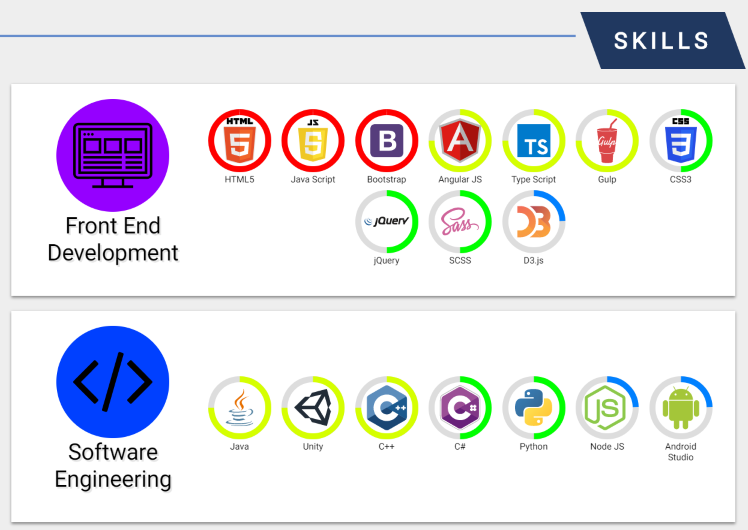 SKILLS
HTML
5
JS
5
B
A
TS
Gulp
CSS
3
HTML5
Java Script
Bootstrap
Angular JS
Type Script
Gulp
CSS3
Front End
Development
jQuery
Sass
D3
jQuery
SCSS
D3.js
C++
C#
JS
Java
Unity
C++
C#
Python
Node JS
Android
Studio
Software
Engineering